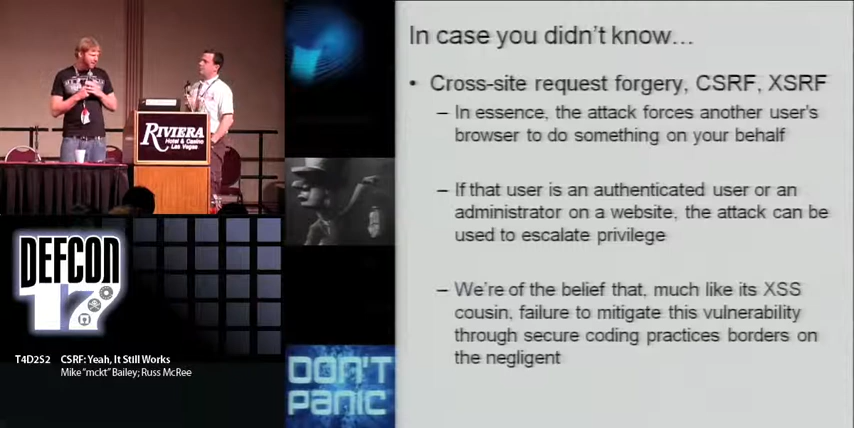 RIVIERA
Hotel & Casino
Las Vegas
DEFCON
17
T4D252 CSRF: Yeah, It Still Works
Mike "mckt" Bailey; Russ McRee
DON'T
PANIC
In case you didn't know...
• Cross-site request forgery, CSRF, XSRF
– In essence, the attack forces another user's
browser to do something on your behalf
– If that user is an authenticated user or an
administrator on a website, the attack can be
used to escalate privilege
– We're of the belief that, much like its XSS
cousin, failure to mitigate this vulnerability
through secure coding practices borders on
the negligent